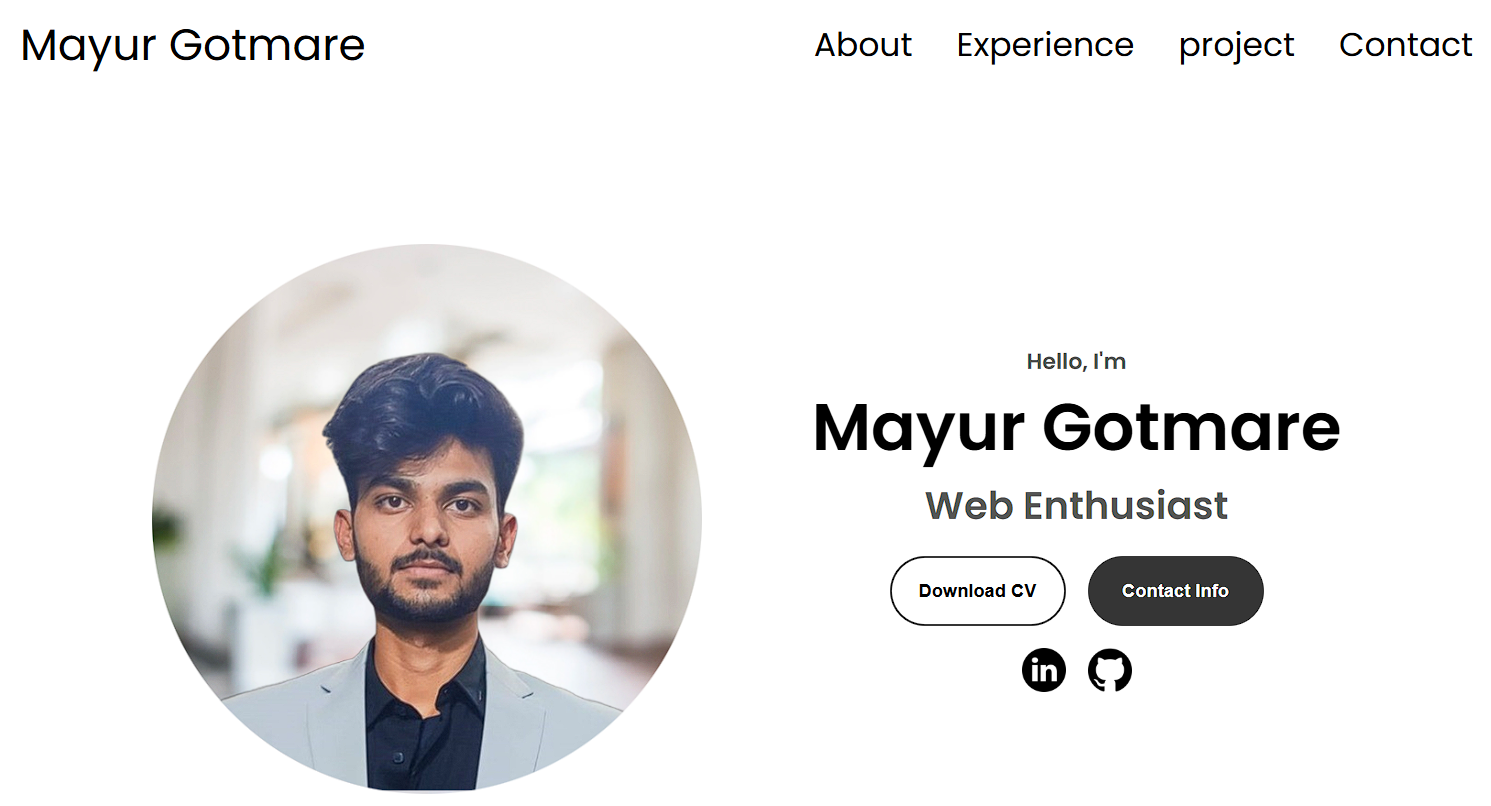 Mayur Gotmare
About Experience project Contact
Hello, I'm
Mayur Gotmare
Web Enthusiast
Download CV Contact Info
in